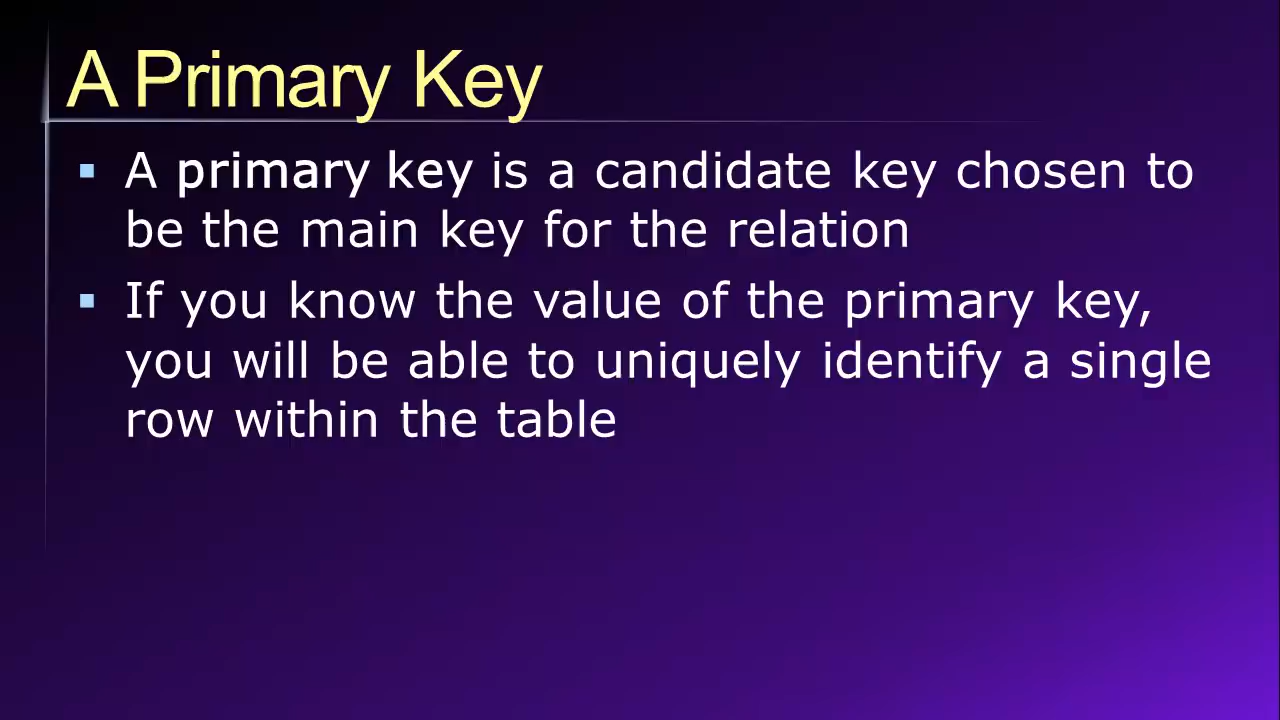 A Primary Key
A primary key is a candidate key chosen to
be the main key for the relation
If you know the value of the primary key,
you will be able to uniquely identify a single
row within the table